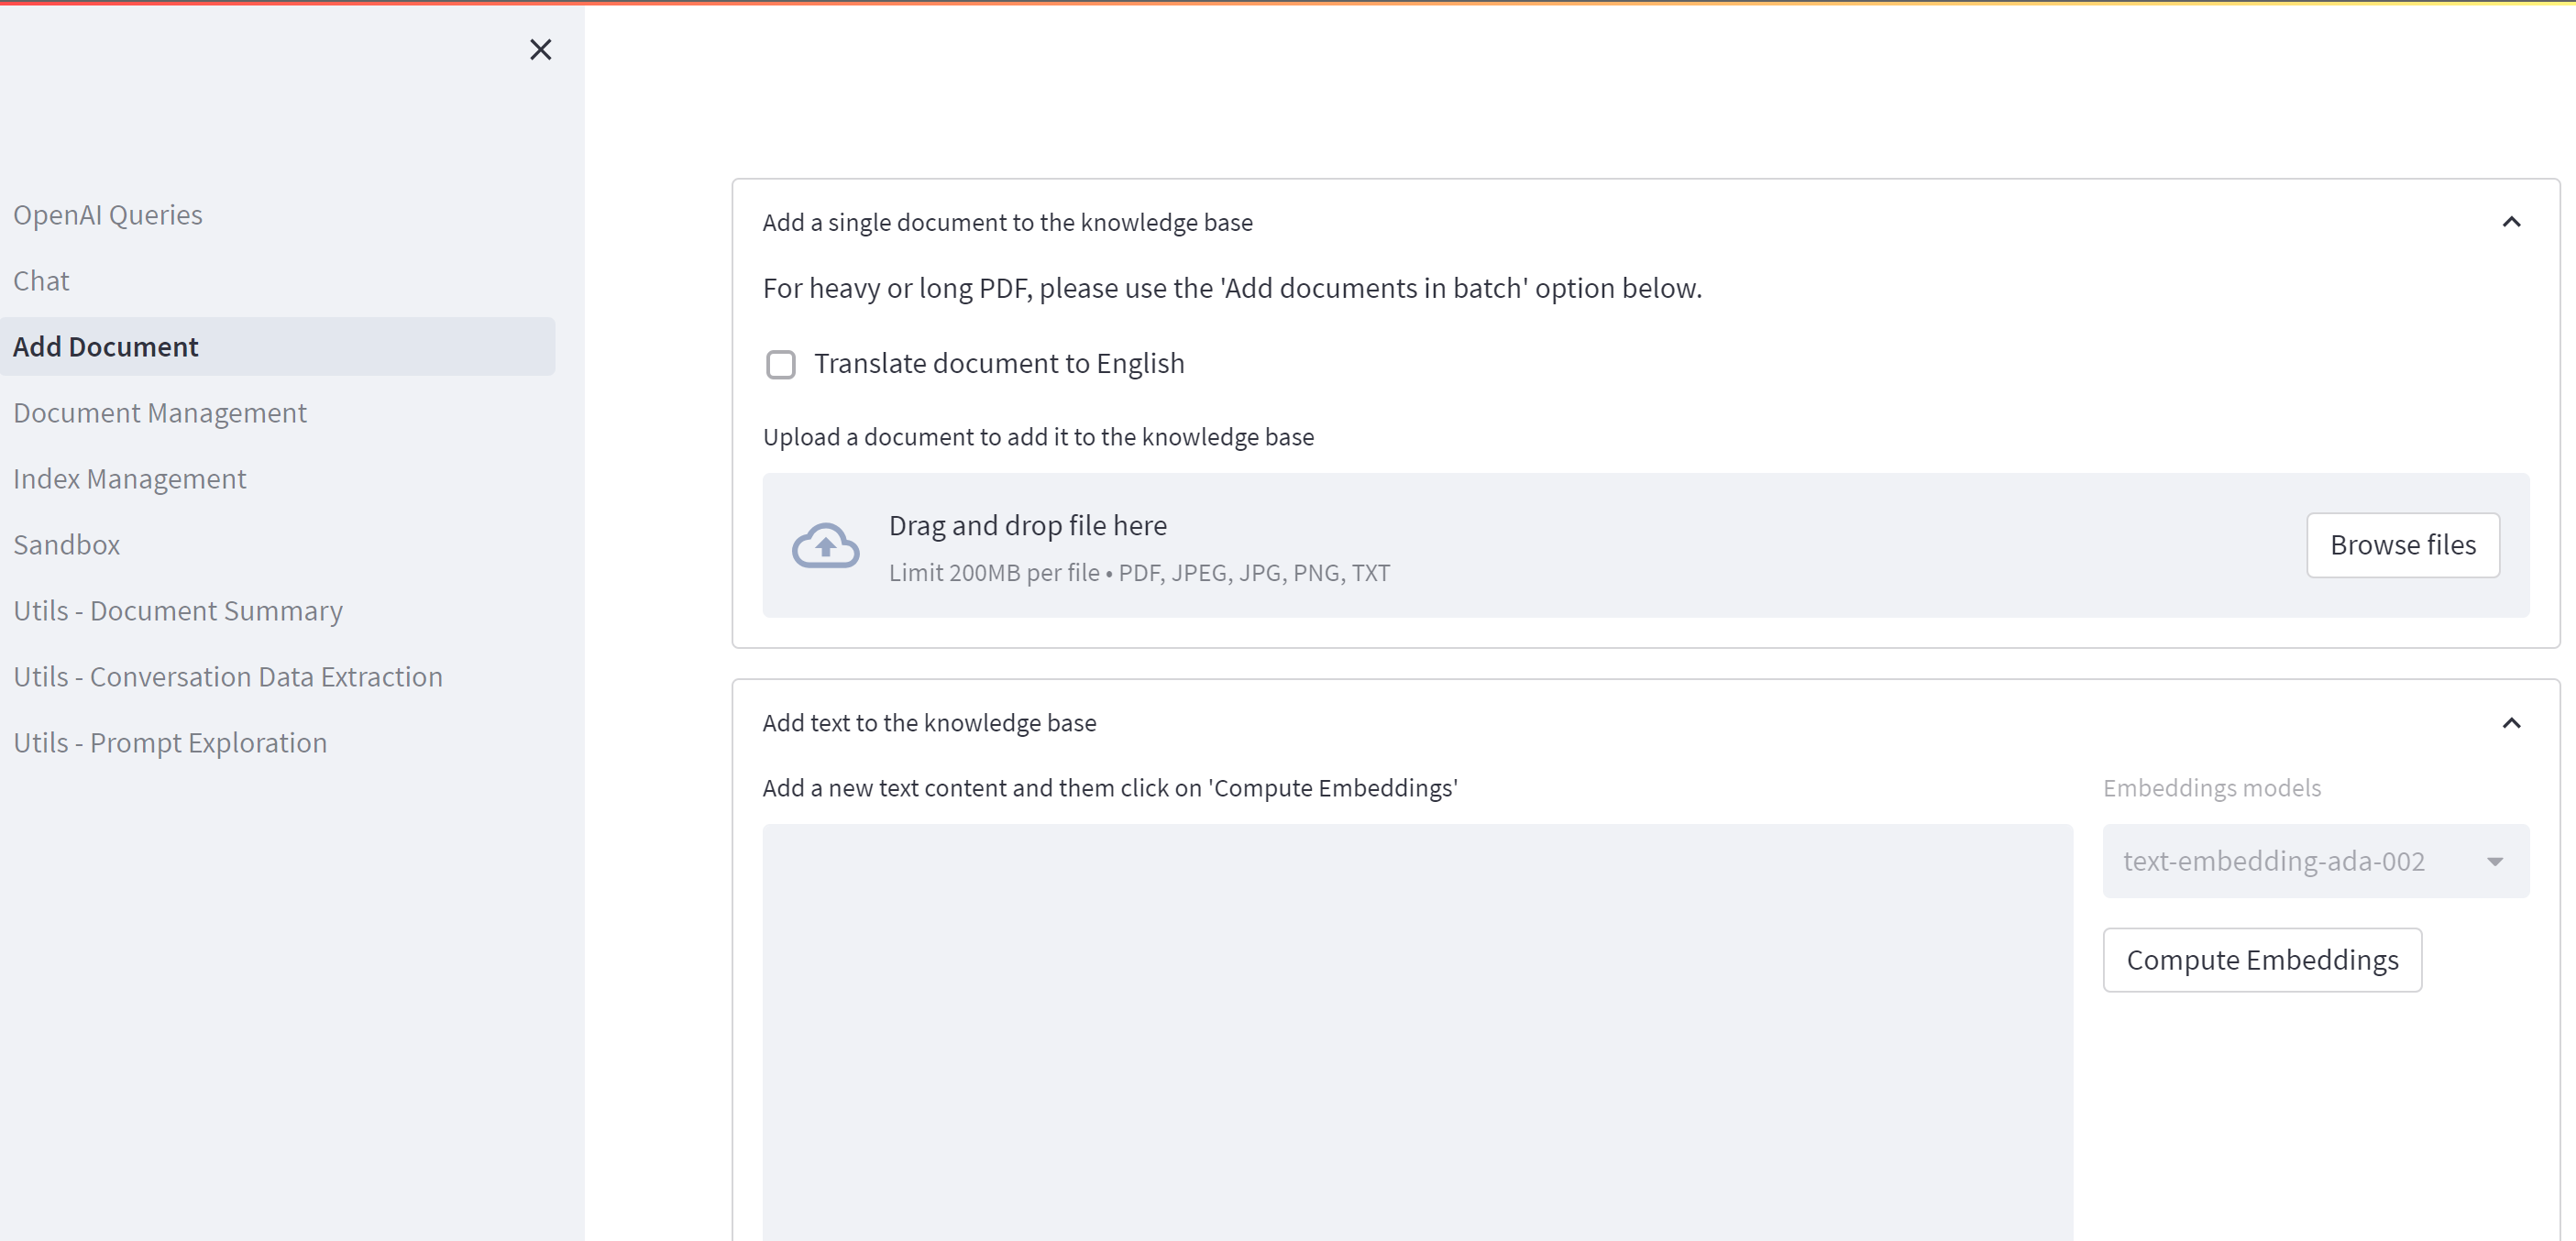 OpenAI Queries
Chat
Add Document
Document Management
Index Management
Sandbox
Utils - Document Summary
Utils - Conversation Data Extraction
Utils - Prompt Exploration
Add a single document to the knowledge base
For heavy or long PDF, please use the 'Add documents in batch' option below.
Translate document to English
Upload a document to add it to the knowledge base
Drag and drop file here
Limit 200MB per file • PDF, JPEG, JPG, PNG, TXT
Browse files
Add text to the knowledge base
Add a new text content and them click on 'Compute Embeddings'
Embeddings models
text-embedding-ada-002
Compute Embeddings